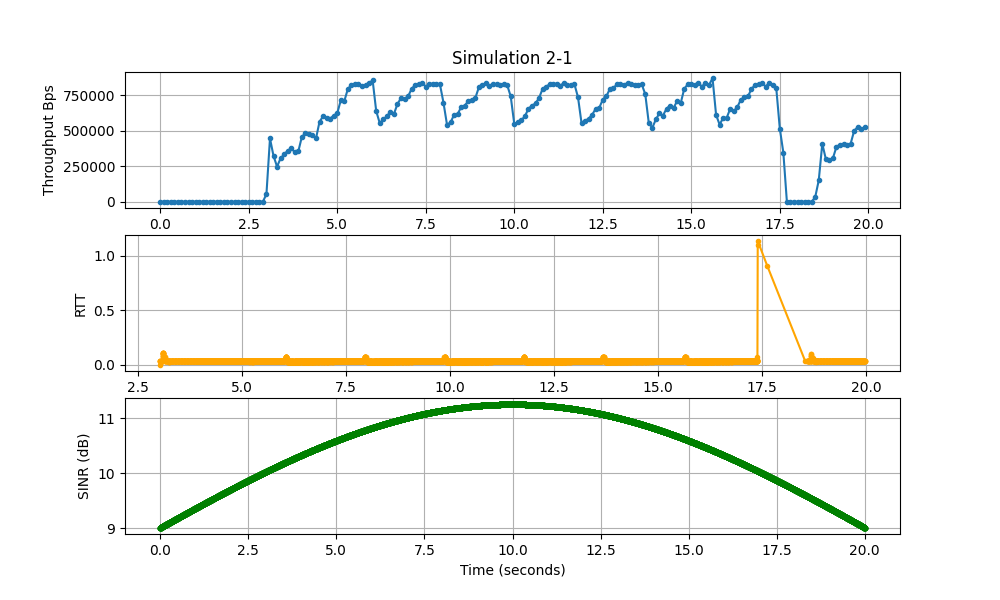 Simulation 2-1
Throughput Bps
750000
500000
250000
0
0.0 2.5 5.0 7.5 10.0 12.5 15.0 17.5 20.0
RTT
1.0
0.5
0.0
2.5 5.0 7.5 10.0 12.5 15.0 17.5 20.0
SINR (dB)
11
10
9
0.0 2.5 5.0 7.5 10.0 12.5 15.0 17.5 20.0
Time (seconds)